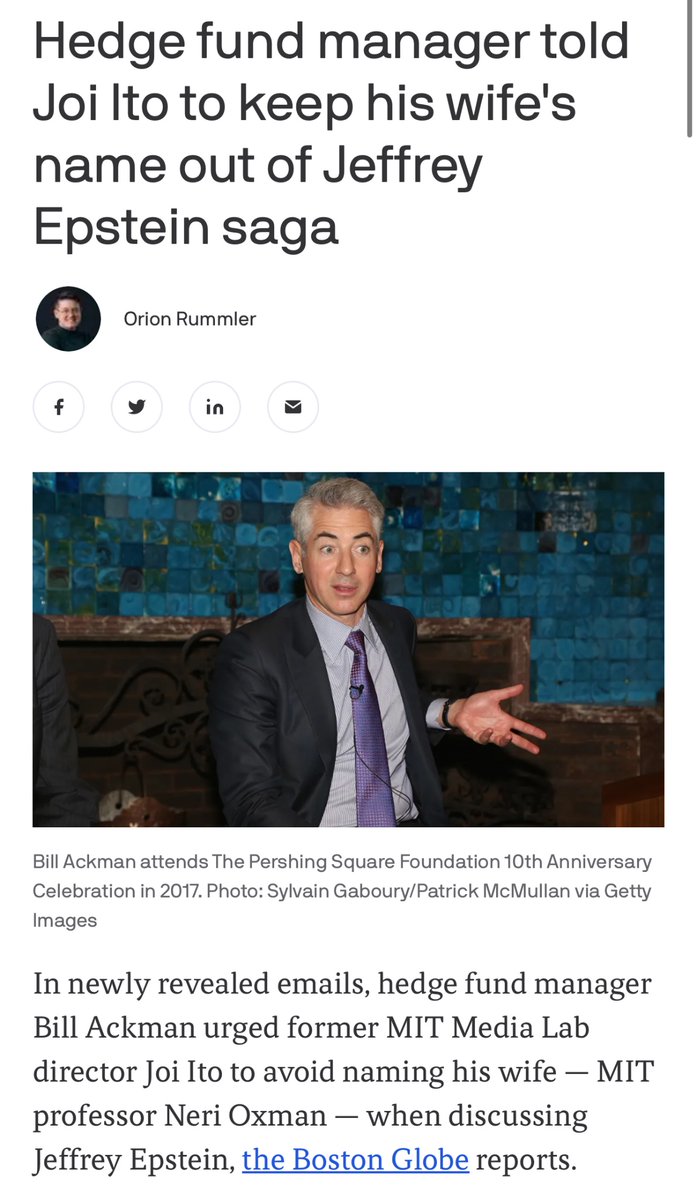 Hedge fund manager told
Joi Ito to keep his wife's
name out of Jeffrey
Epstein saga
Orion Rummler
Bill Ackman attends The Pershing Square Foundation 10th Anniversary
Celebration in 2017. Photo: Sylvain Gaboury/Patrick McMullan via Getty
Images
In newly revealed emails, hedge fund manager
Bill Ackman urged former MIT Media Lab
director Joi Ito to avoid naming his wife — MIT
professor Neri Oxman — when discussing
Jeffrey Epstein, the Boston Globe reports.